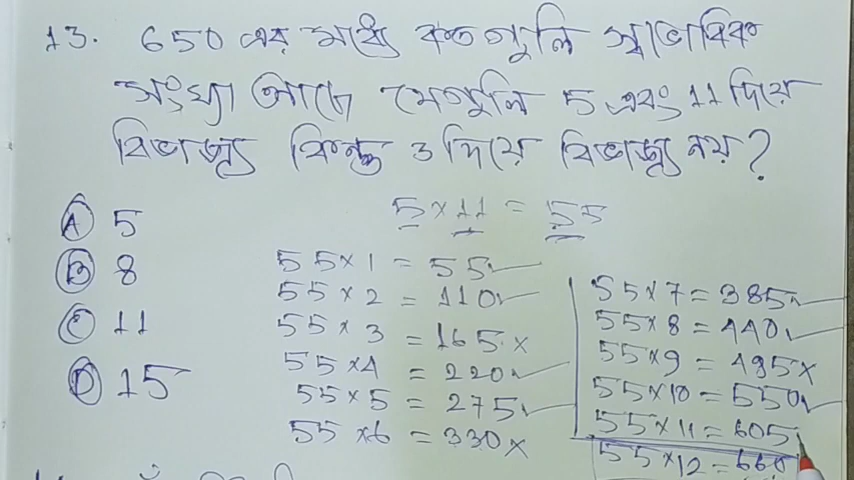 13. 650 এর মধ্যে কতগুলি স্বাভাবিক
সংখ্যা আছে যেগুলি 5 এবং 11 দিয়ে
বিভাজ্য কিন্তু 3 দিয়ে বিভাজ্য নয়?
5 × 11 = 55
A 5
B 8
C 11
D 15
55×1 = 55 ✓
55×2 = 110 ✓
55×3 = 165 ×
55×4 = 220 ✓
55×5 = 275 ✓
55×6 = 330 ×
55×7 = 385 ✓
55×8 = 440 ✓
55×9 = 495 ×
55×10 = 550 ✓
55×11 = 605
55×12 = 660